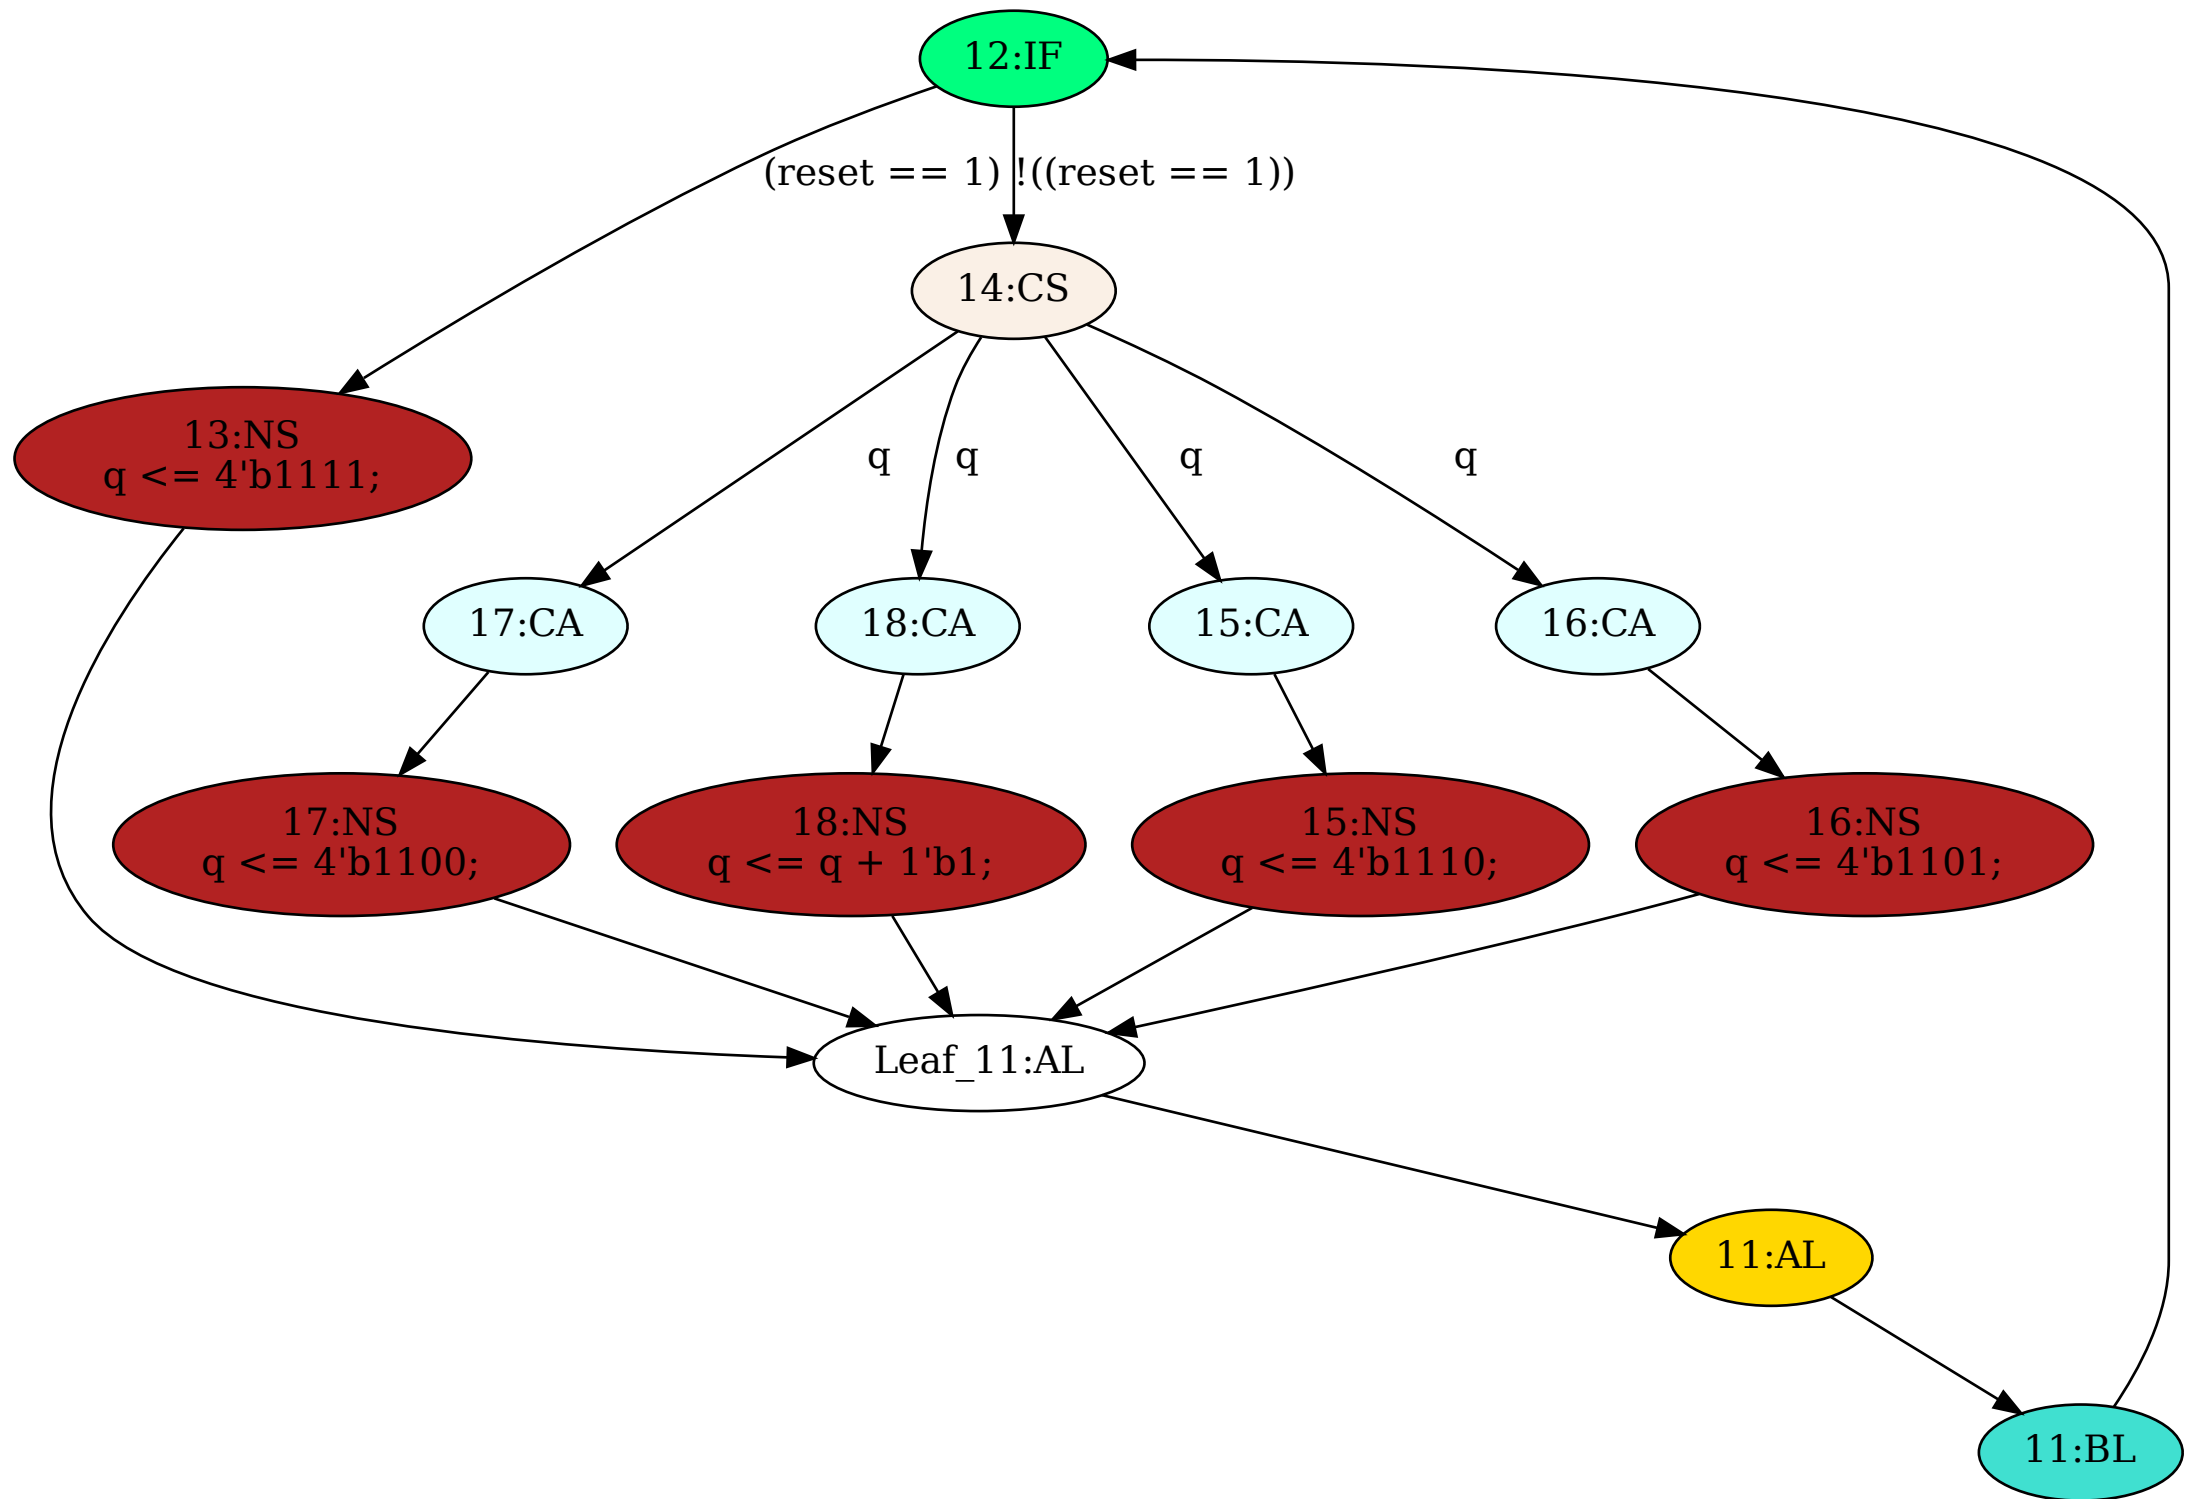 12:IF
(reset == 1)
!((reset == 1))
14:CS
13:NS
q <= 4'b1111;
q
q
q
q
17:CA
18:CA
15:CA
16:CA
17:NS
q <= 4'b1100;
18:NS
q <= q + 1'b1;
15:NS
q <= 4'b1110;
16:NS
q <= 4'b1101;
Leaf_11:AL
11:AL
11:BL